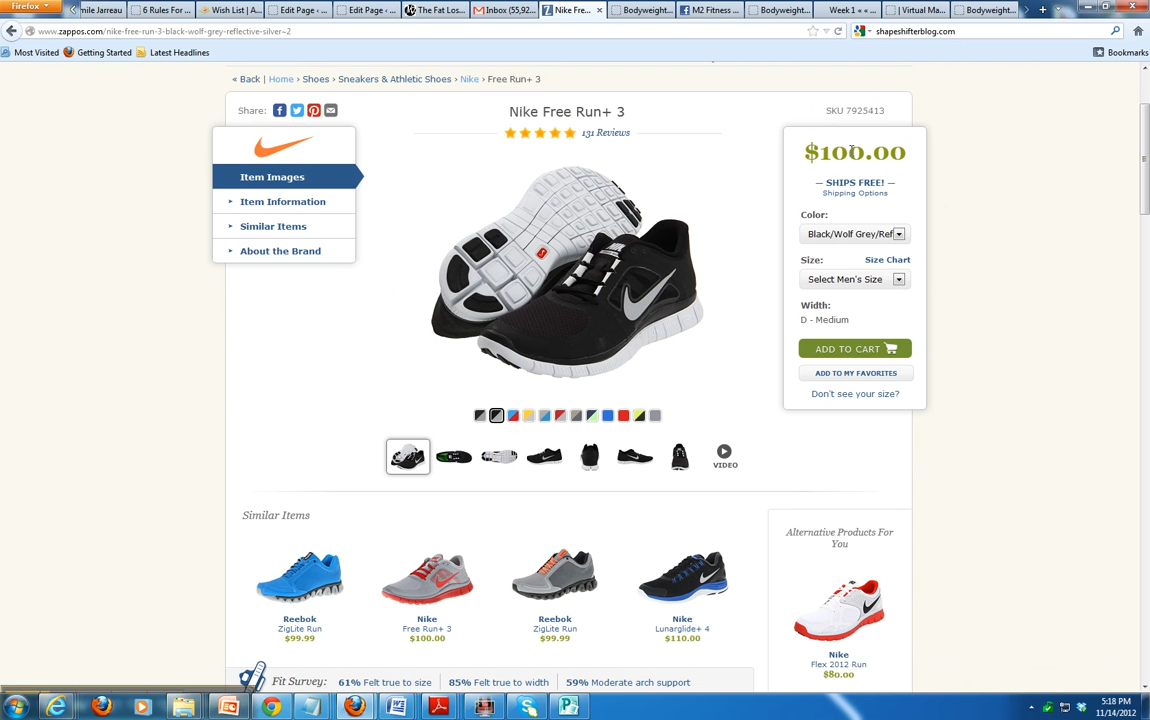 Firefox
mile Jarreau
6 Rules For ...
Wish List | A...
Edit Page ‹ ...
Edit Page ‹ ...
The Fat Los...
Gmail Inbox (55,92...
Nike Fre...
Bodyweight...
M2 Fitness ...
Bodyweight...
Week 1 « « ...
| Virtual Ma...
Bodyweight...
www.zappos.com/nike-free-run-3-black-wolf-grey-reflective-silver~2
shapeshifterblog.com
Most Visited
Getting Started
Latest Headlines
Bookmarks
« Back | Home › Shoes › Sneakers & Athletic Shoes › Nike › Free Run+ 3
Share:
Nike Free Run+ 3
SKU 7925413
131 Reviews
Item Images
Item Information
Similar Items
About the Brand
$100.00
— SHIPS FREE! —
Shipping Options
Color:
Black/Wolf Grey/Ref
Size:
Size Chart
Select Men's Size
Width:
D - Medium
ADD TO CART
ADD TO MY FAVORITES
Don't see your size?
VIDEO
Similar Items
Reebok
ZigLite Run
$99.99
Nike
Free Run+ 3
$100.00
Reebok
ZigLite Run
$99.99
Nike
Lunarglide+ 4
$110.00
Alternative Products For
You
Nike
Flex 2012 Run
$80.00
Fit Survey:
61% Felt true to size
85% Felt true to width
59% Moderate arch support
5:18 PM
11/14/2012